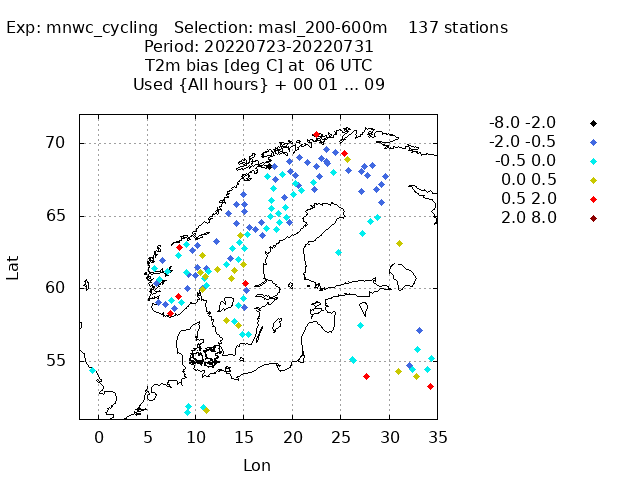 Exp: mnwc_cycling   Selection: masl_200-600m    137 stations
Period: 20220723-20220731
T2m bias [deg C] at  06 UTC
Used {All hours} + 00 01 ... 09
-8.0 -2.0
-2.0 -0.5
-0.5 0.0
0.0 0.5
0.5 2.0
2.0 8.0
70
65
60
55
Lat
0 5 10 15 20 25 30 35
Lon